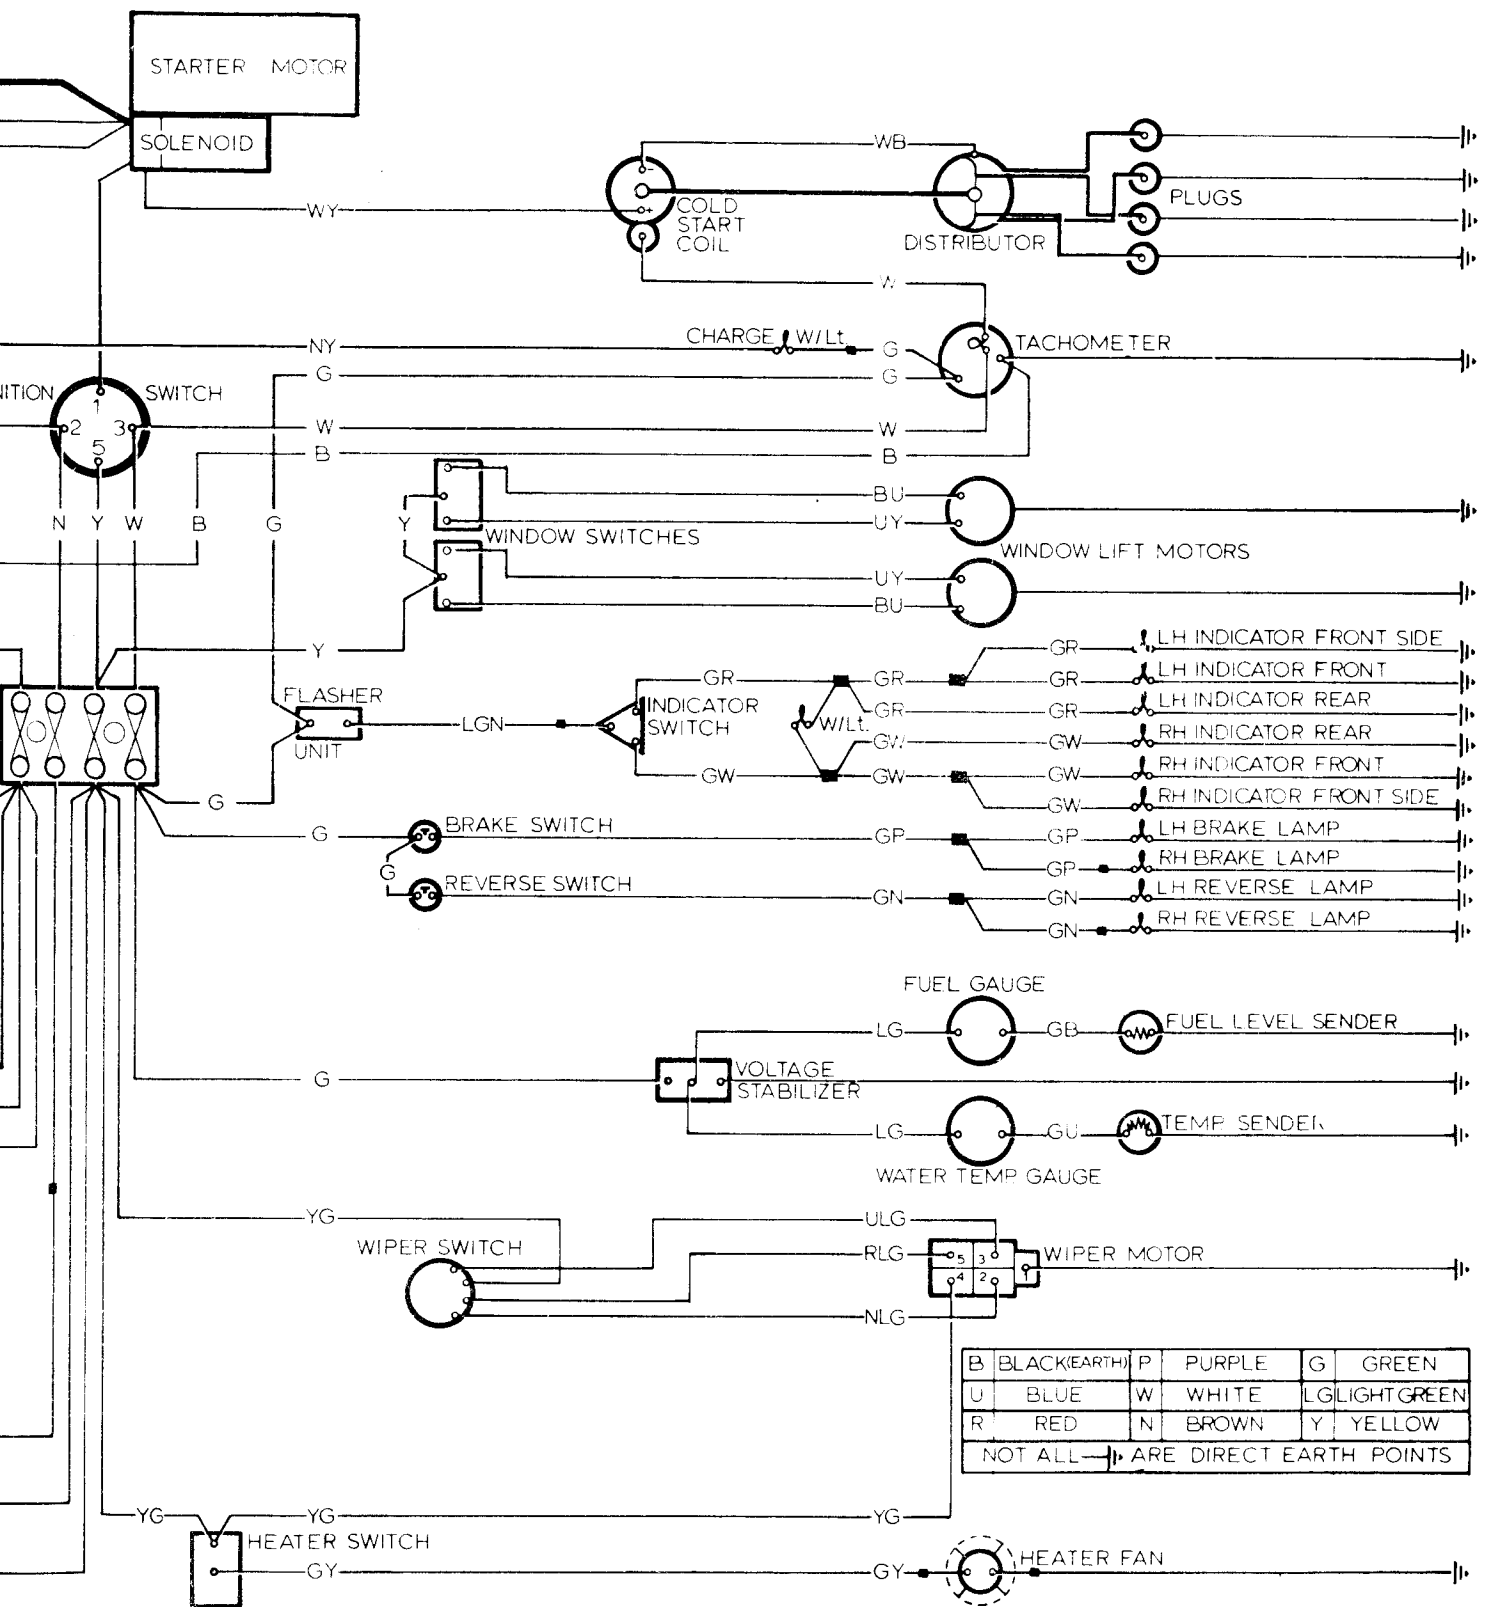 STARTER MOTOR
SOLENOID
WB
WY
COLD
START
COIL
PLUGS
DISTRIBUTOR
W
CHARGE W/Lt.
NY
G
TACHOMETER
G
G
NITION
SWITCH
1
2
3
5
W
W
B
B
N
Y
W
B
G
Y
BU
UY
WINDOW SWITCHES
WINDOW LIFT MOTORS
UY
BU
Y
GR
LH INDICATOR FRONT SIDE
GR
GR
GR
LH INDICATOR FRONT
FLASHER
UNIT
LGN
INDICATOR
SWITCH
W/Lt.
GR
GR
LH INDICATOR REAR
GW
GW
RH INDICATOR REAR
GW
GW
GW
RH INDICATOR FRONT
GW
RH INDICATOR FRONT SIDE
G
G
BRAKE SWITCH
GP
GP
LH BRAKE LAMP
GP
RH BRAKE LAMP
G
REVERSE SWITCH
GN
GN
LH REVERSE LAMP
GN
RH REVERSE LAMP
FUEL GAUGE
LG
GB
FUEL LEVEL SENDER
G
VOLTAGE
STABILIZER
LG
GU
TEMP. SENDER
WATER TEMP GAUGE
YG
ULG
WIPER SWITCH
RLG
5
3
4
2
1
WIPER MOTOR
NLG
B BLACK(EARTH) P PURPLE G GREEN
U BLUE W WHITE LG LIGHT GREEN
R RED N BROWN Y YELLOW
NOT ALL ARE DIRECT EARTH POINTS
YG
YG
YG
HEATER SWITCH
GY
GY
HEATER FAN